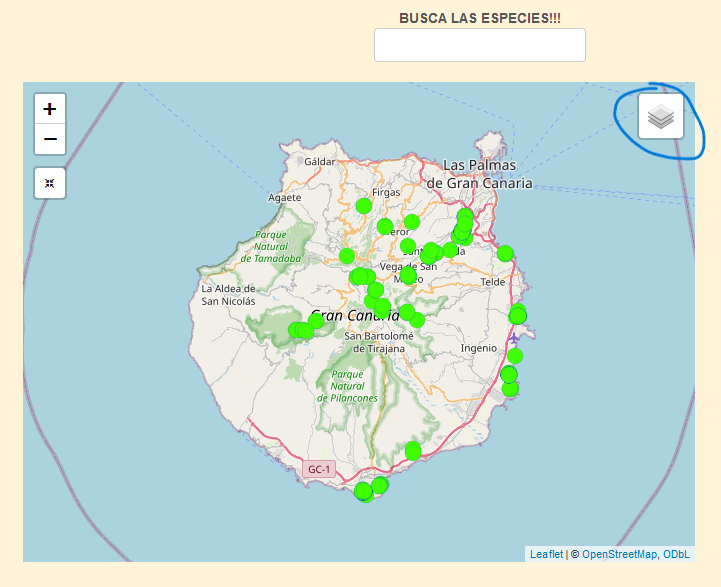 BUSCA LAS ESPECIES!!!
+
−
Gáldar
Las Palmas
de Gran Canaria
Agaete
Firgas
Parque
Natural
de Tamadaba
Vega de San
La Aldea de
San Nicolás
Telde
Gran Canaria
San Bartolomé
de Tirajana
Ingenio
Parque
Natural
de Pilancones
GC-1
Leaflet | © OpenStreetMap, ODbL